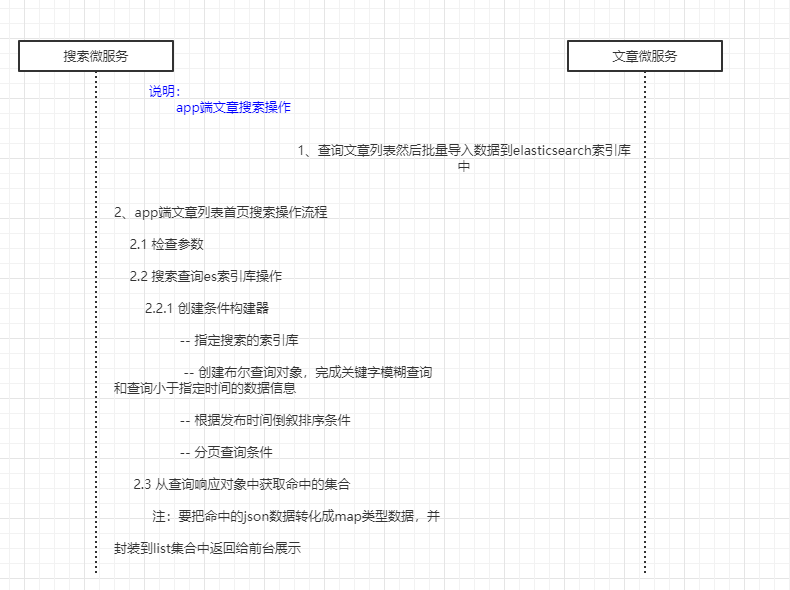 搜索微服务
文章微服务
说明：
app端文章搜索操作
1、查询文章列表然后批量导入数据到elasticsearch索引库
中
2、app端文章列表首页搜索操作流程
2.1 检查参数
2.2 搜索查询es索引库操作
2.2.1 创建条件构建器
-- 指定搜索的索引库
-- 创建布尔查询对象，完成关键字模糊查询
和查询小于指定时间的数据信息
-- 根据发布时间倒叙排序条件
-- 分页查询条件
2.3 从查询响应对象中获取命中的集合
注：要把命中的json数据转化成map类型数据，并
封装到list集合中返回给前台展示